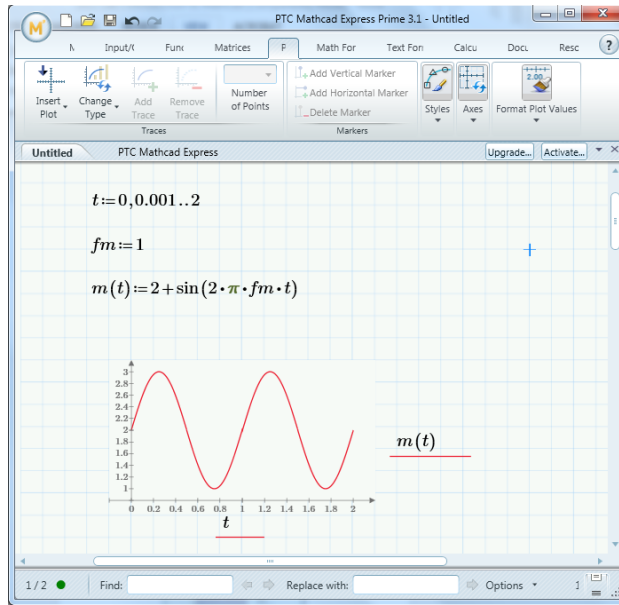 PTC Mathcad Express Prime 3.1 - Untitled
Input/( Func Matrices P Math For Text For Calcu Docu Resc ?
Insert Plot
Change Type
Add Trace
Remove Trace
Traces
Number of Points
Add Vertical Marker
Add Horizontal Marker
Delete Marker
Markers
Styles
Axes
2.00
Format Plot Values
Untitled PTC Mathcad Express Upgrade... Activate...
t:=0,0.001..2
fm:=1
m(t):=2+sin(2·π·fm·t)
3
2.8
2.6
2.4
2.2
2
1.8
1.6
1.4
1.2
1
0 0.2 0.4 0.6 0.8 1 1.2 1.4 1.6 1.8 2
t
m(t)
1 / 2 Find: Replace with: Options